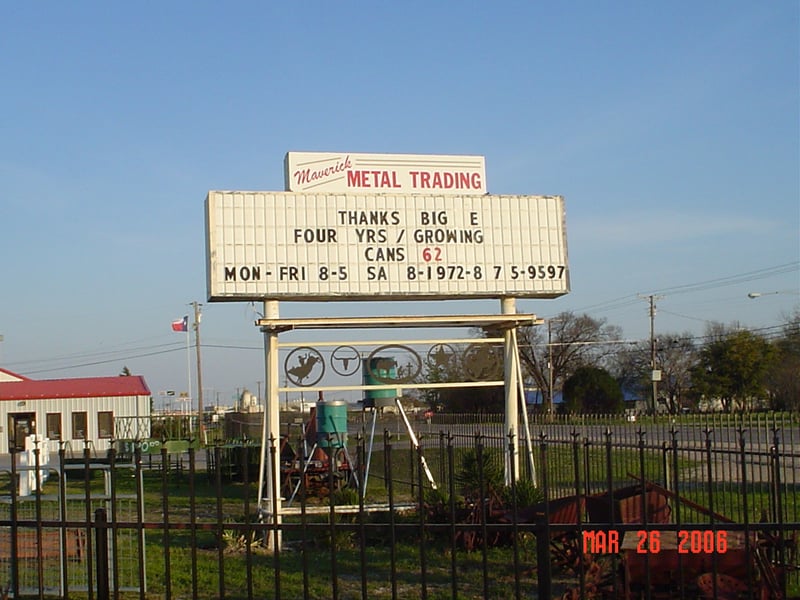 Maverick METAL TRADING
THANKS BIG E
FOUR YRS / GROWING
CANS 62
MON - FRI 8-5 SA 8-1972-8 7 5-9597
MAR 26 2006